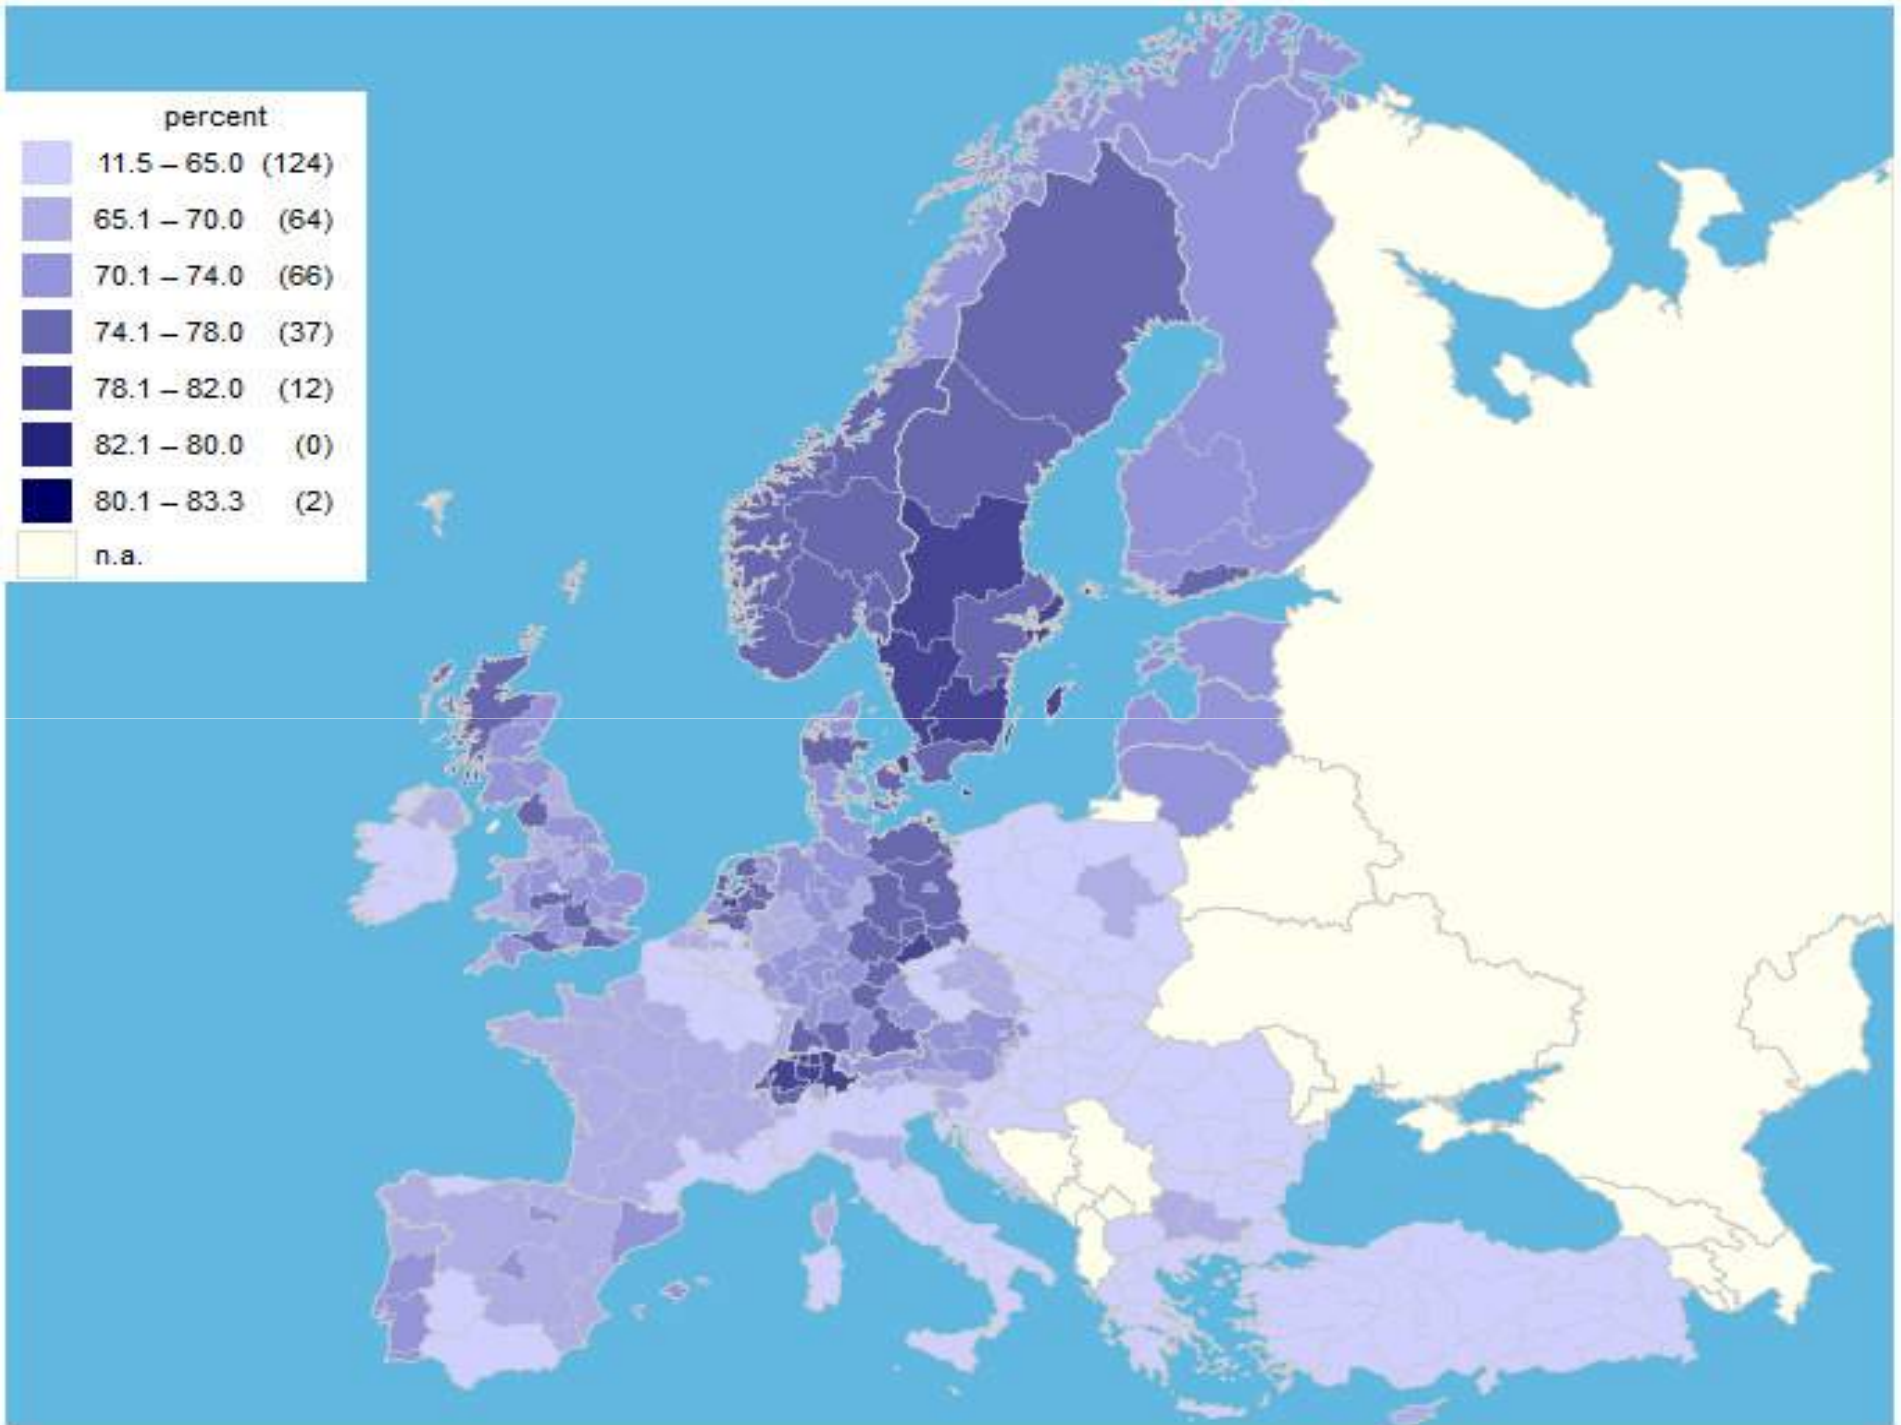 percent
11.5 – 65.0 (124)
65.1 – 70.0 (64)
70.1 – 74.0 (66)
74.1 – 78.0 (37)
78.1 – 82.0 (12)
82.1 – 80.0 (0)
80.1 – 83.3 (2)
n.a.